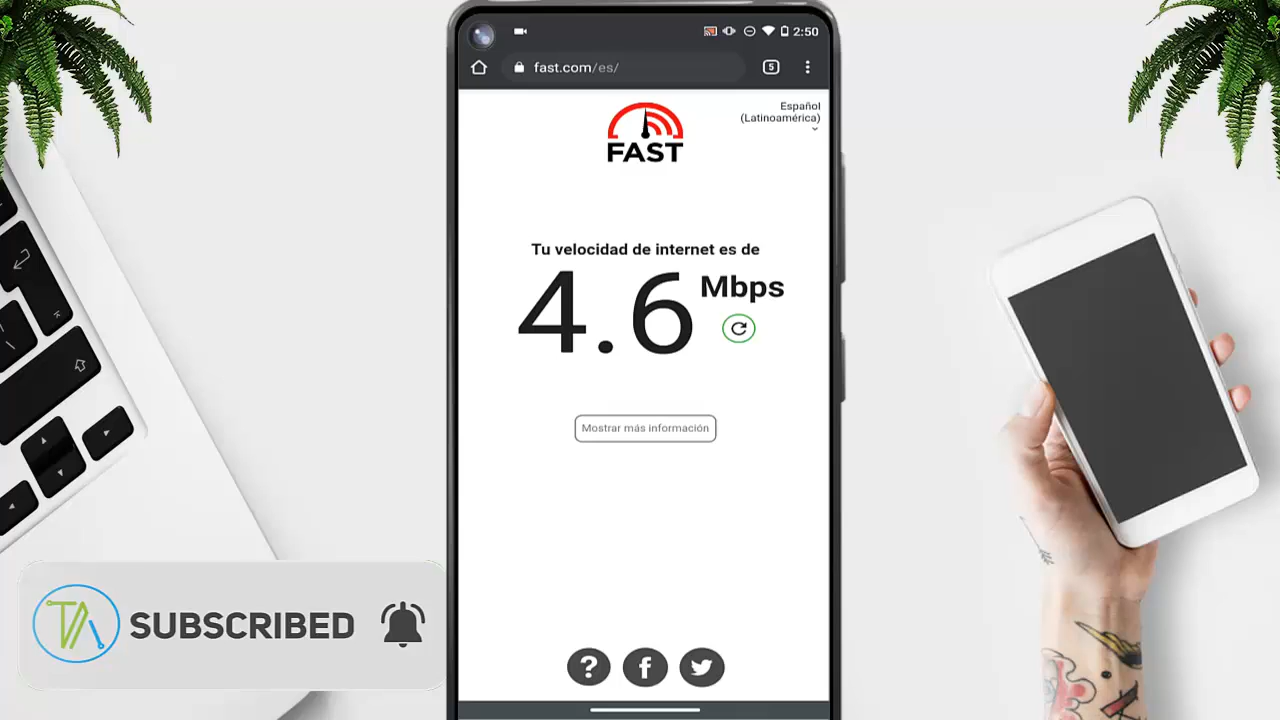 2:50
fast.com/es/
5
Español
(Latinoamérica)
FAST
Tu velocidad de internet es de
4.6 Mbps
Mostrar más información
? f
TA SUBSCRIBED